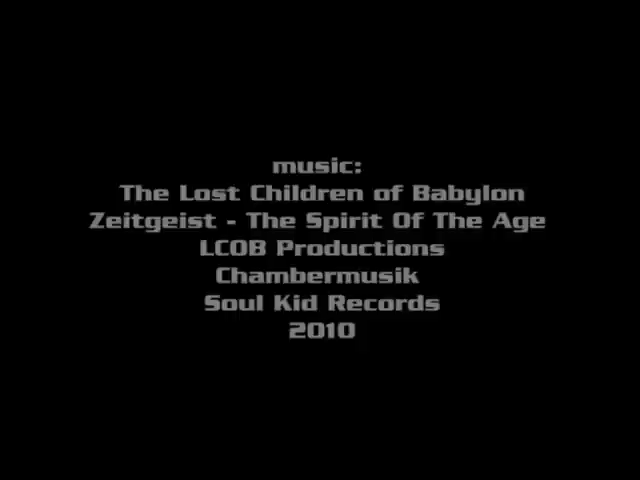 music:
The Lost Children of Babylon
Zeitgeist - The Spirit Of The Age
LCOB Productions
Chambermusik
Soul Kid Records
2010